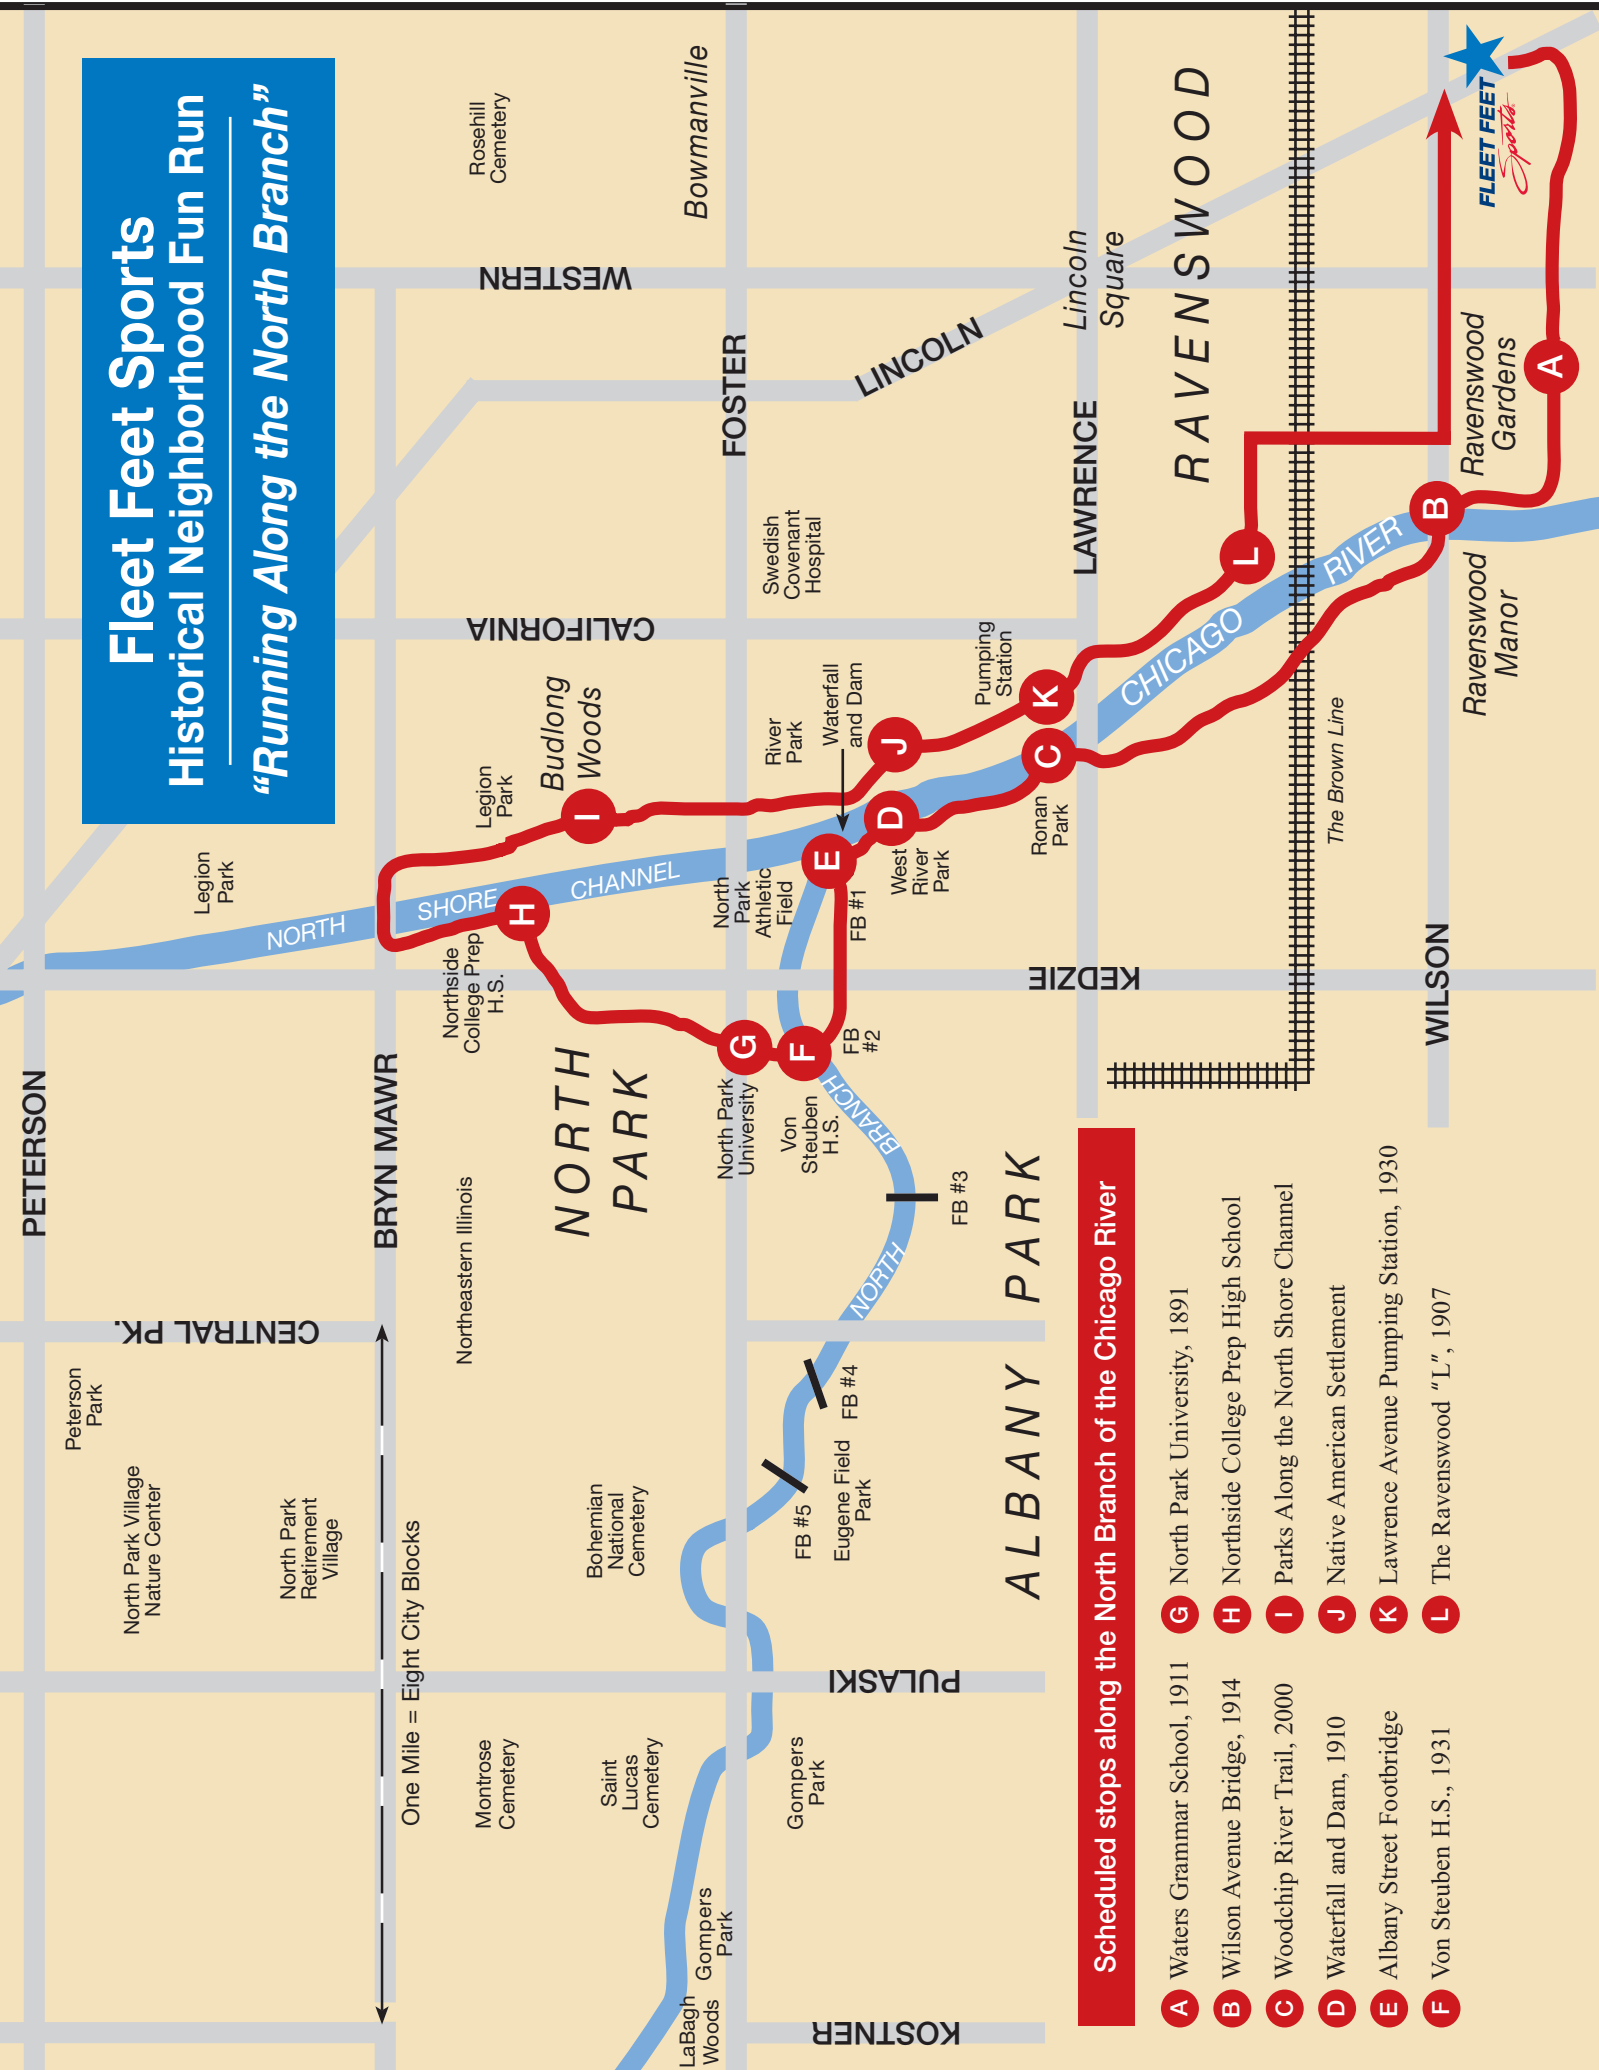 Fleet Feet Sports
Historical Neighborhood Fun Run
“Running Along the North Branch”
PETERSON
BRYN MAWR
FOSTER
LAWRENCE
WILSON
KOSTNER
PULASKI
CENTRAL PK.
KEDZIE
CALIFORNIA
WESTERN
LINCOLN
Peterson
Park
North Park Village
Nature Center
North Park
Retirement
Village
One Mile = Eight City Blocks
Legion
Park
Legion
Park
Rosehill
Cemetery
Bowmanville
Northeastern Illinois
Northside
College Prep
H.S.
Montrose
Cemetery
Saint
Lucas
Cemetery
Bohemian
National
Cemetery
NORTH
PARK
Budlong
Woods
NORTH
SHORE
CHANNEL
LaBagh
Woods
Gompers
Park
Gompers
Park
North Park
University
North
Park
Athletic
Field
River
Park
Swedish
Covenant
Hospital
Von
Steuben
H.S.
Waterfall
and Dam
FB #1
FB
#2
FB #3
FB #4
FB #5
Eugene Field
Park
NORTH
BRANCH
West
River
Park
Pumping
Station
Ronan
Park
ALBANY PARK
Lincoln
Square
RAVENSWOOD
CHICAGO
RIVER
The Brown Line
Ravenswood
Manor
Ravenswood
Gardens
FLEET FEET
Sports
A
B
C
D
E
F
G
H
I
J
K
L
Scheduled stops along the North Branch of the Chicago River
A Waters Grammar School, 1911
B Wilson Avenue Bridge, 1914
C Woodchip River Trail, 2000
D Waterfall and Dam, 1910
E Albany Street Footbridge
F Von Steuben H.S., 1931
G North Park University, 1891
H Northside College Prep High School
I Parks Along the North Shore Channel
J Native American Settlement
K Lawrence Avenue Pumping Station, 1930
L The Ravenswood “L”, 1907